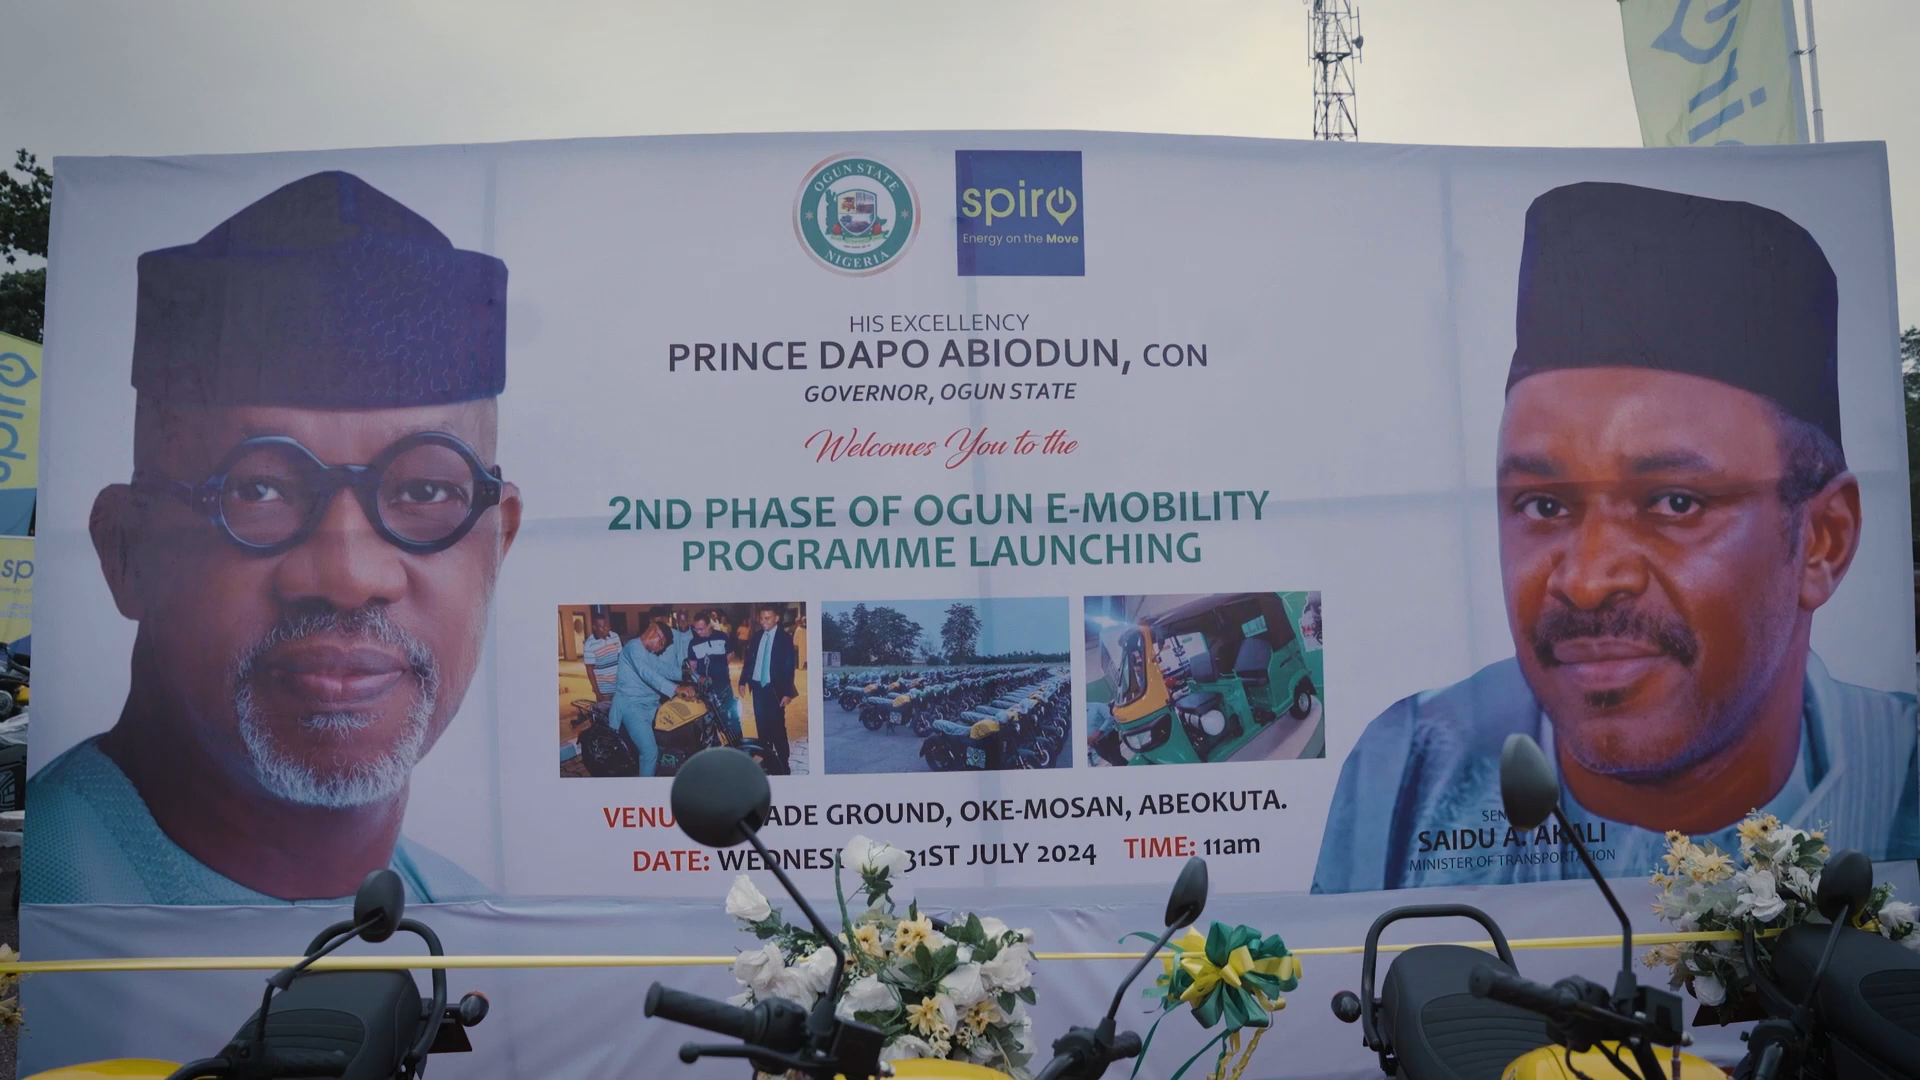 OGUN STATE
NIGERIA
spiro
Energy on the Move
HIS EXCELLENCY
PRINCE DAPO ABIODUN, CON
GOVERNOR, OGUN STATE
Welcomes You to the
2ND PHASE OF OGUN E-MOBILITY
PROGRAMME LAUNCHING
GROUND, OKE-MOSAN, ABEOKUTA.
DATE: 31ST JULY 2024 TIME: 11am
SAIDU A. AKALI
MINISTER OF TRANSPORTATION
spiro